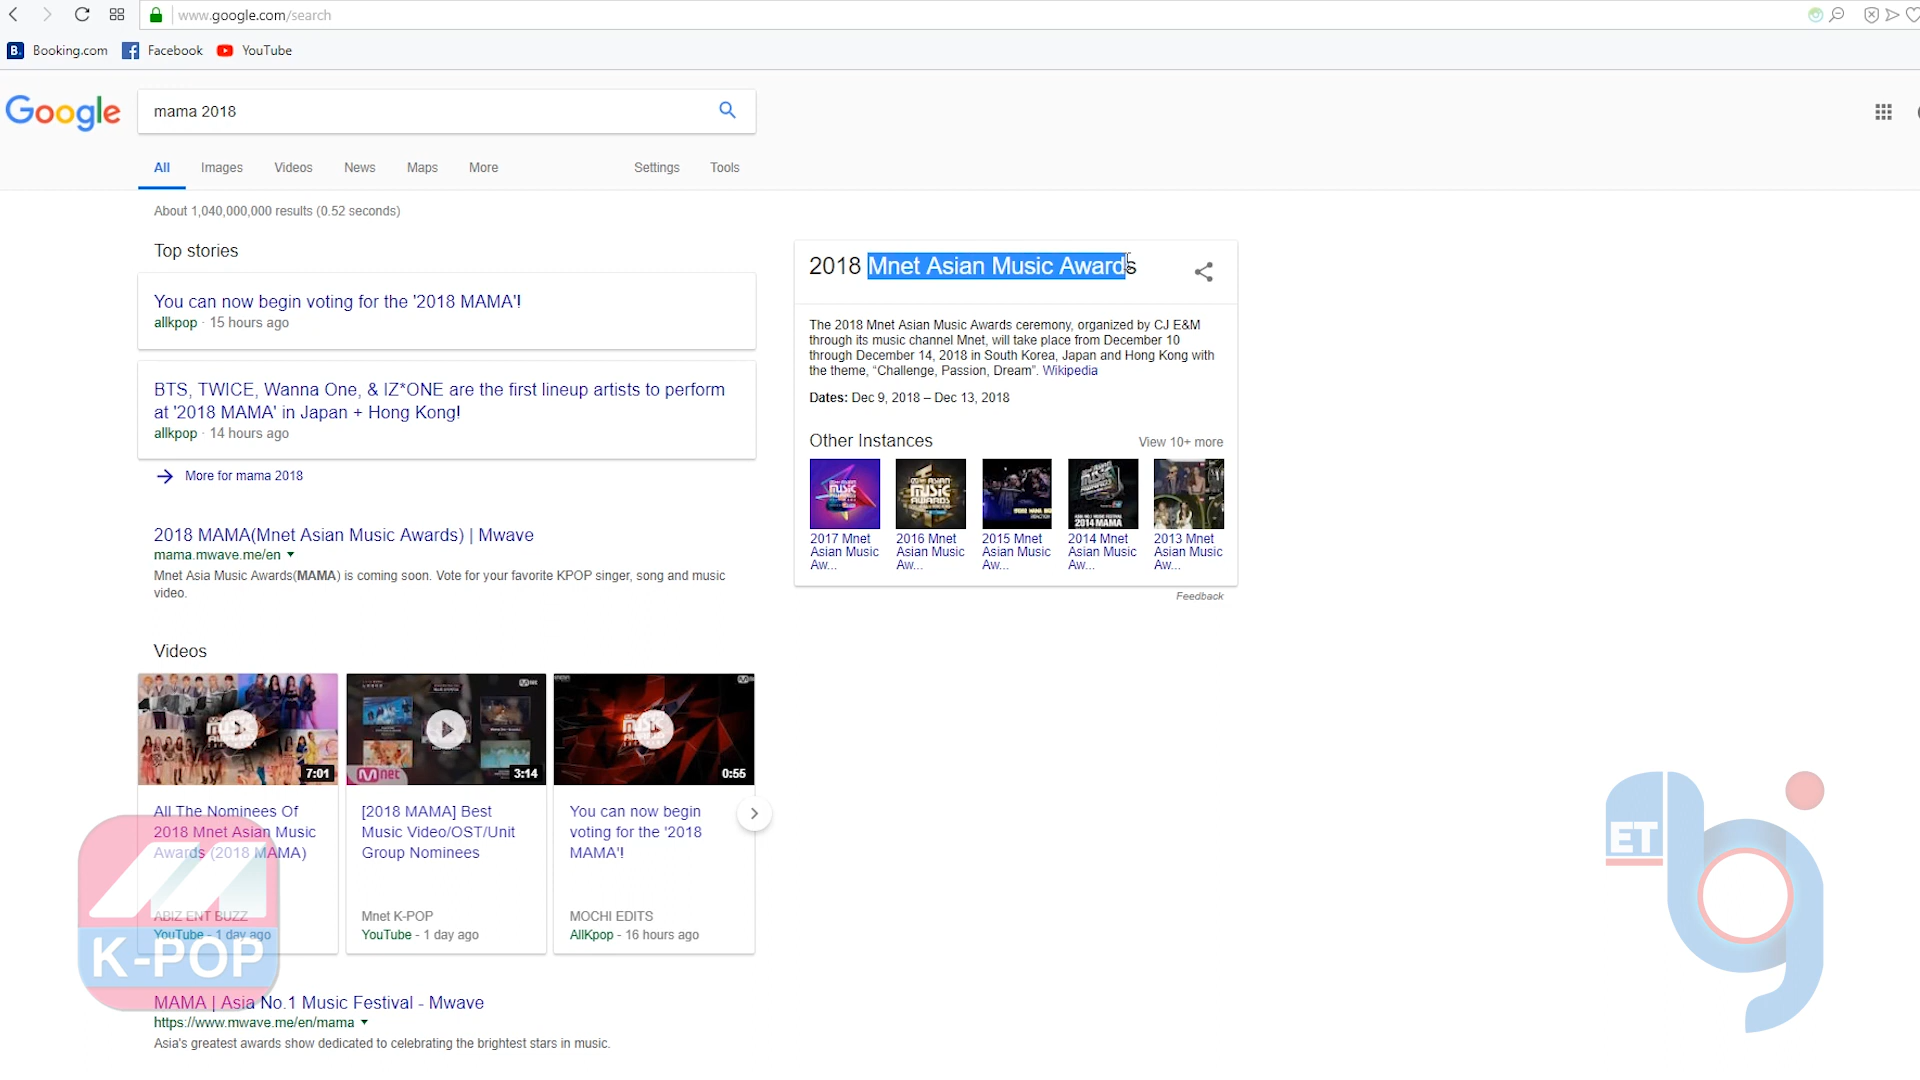 www.google.com/search
Booking.com
Facebook
YouTube
Google
mama 2018
All
Images
Videos
News
Maps
More
Settings
Tools
About 1,040,000,000 results (0.52 seconds)
Top stories
You can now begin voting for the '2018 MAMA'!
allkpop · 15 hours ago
BTS, TWICE, Wanna One, & IZ*ONE are the first lineup artists to perform
at '2018 MAMA' in Japan + Hong Kong!
allkpop · 14 hours ago
More for mama 2018
2018 MAMA(Mnet Asian Music Awards) | Mwave
mama.mwave.me/en
Mnet Asia Music Awards(MAMA) is coming soon. Vote for your favorite KPOP singer, song and music
video.
Videos
7:01
All The Nominees Of
2018 Mnet Asian Music
Awards (2018 MAMA)
ABIZ ENT BUZZ
YouTube - 1 day ago
Mnet
3:14
[2018 MAMA] Best
Music Video/OST/Unit
Group Nominees
Mnet K-POP
YouTube - 1 day ago
0:55
You can now begin
voting for the '2018
MAMA'!
MOCHI EDITS
AllKpop - 16 hours ago
MAMA | Asia No.1 Music Festival - Mwave
https://www.mwave.me/en/mama
Asia's greatest awards show dedicated to celebrating the brightest stars in music.
2018 Mnet Asian Music Awards
The 2018 Mnet Asian Music Awards ceremony, organized by CJ E&M
through its music channel Mnet, will take place from December 10
through December 14, 2018 in South Korea, Japan and Hong Kong with
the theme, “Challenge, Passion, Dream”. Wikipedia
Dates: Dec 9, 2018 – Dec 13, 2018
Other Instances
View 10+ more
2017 Mnet
Asian Music
Aw...
2016 Mnet
Asian Music
Aw...
2015 Mnet
Asian Music
Aw...
2014 MAMA
2014 Mnet
Asian Music
Aw...
2013 Mnet
Asian Music
Aw...
Feedback
K-POP
ET